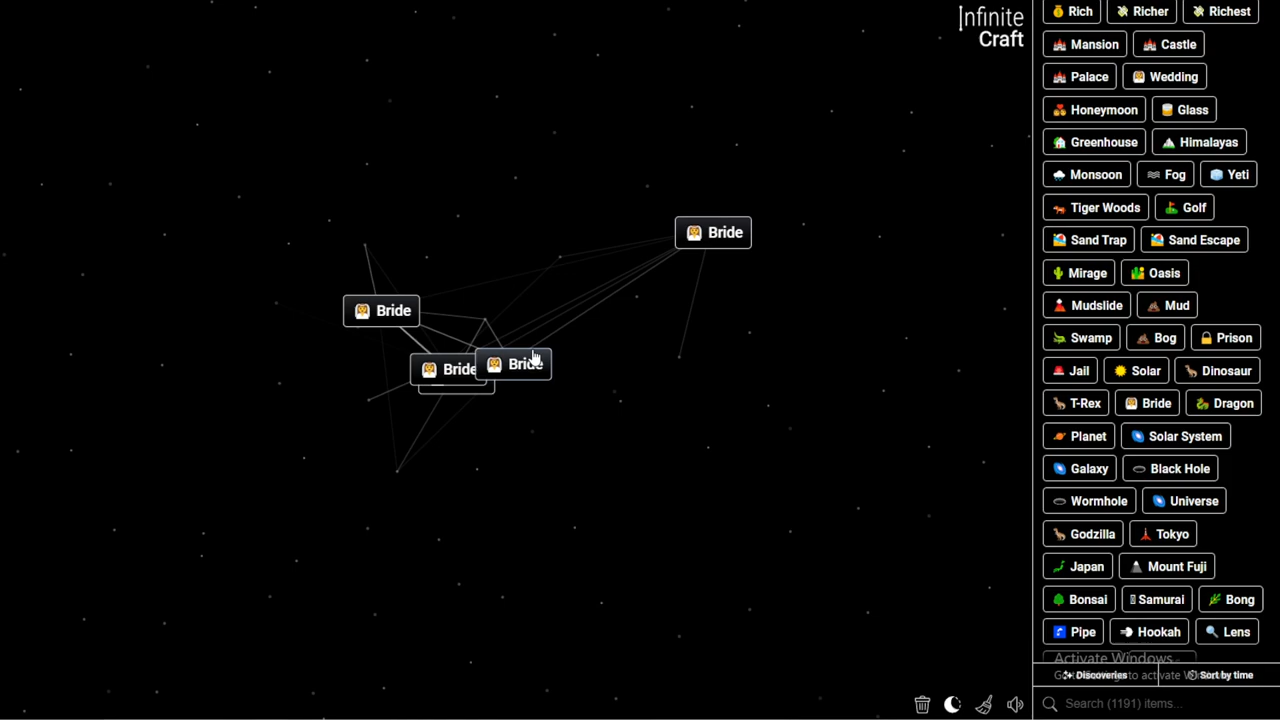 Infinite
Craft
Bride
Bride
Bride
Bride
Rich
Richer
Richest
Mansion
Castle
Palace
Wedding
Honeymoon
Glass
Greenhouse
Himalayas
Monsoon
Fog
Yeti
Tiger Woods
Golf
Sand Trap
Sand Escape
Mirage
Oasis
Mudslide
Mud
Swamp
Bog
Prison
Jail
Solar
Dinosaur
T-Rex
Bride
Dragon
Planet
Solar System
Galaxy
Black Hole
Wormhole
Universe
Godzilla
Tokyo
Japan
Mount Fuji
Bonsai
Samurai
Bong
Pipe
Hookah
Lens
Activate Windows
to activate
Discoveries
Sort by time
Search (1191) items...